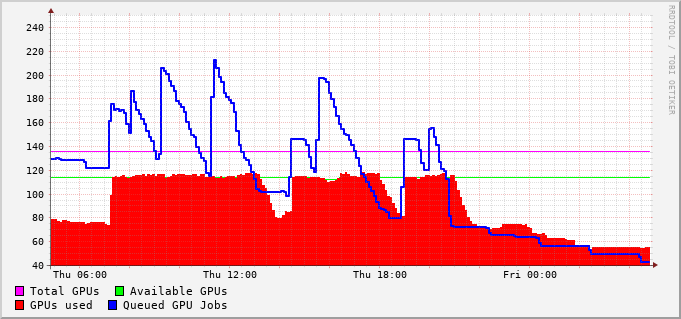 RRDTOOL / TOBI OETIKER
240
220
200
180
160
140
120
100
80
60
40
Thu 06:00 Thu 12:00 Thu 18:00 Fri 00:00
Total GPUs Available GPUs
GPUs used Queued GPU Jobs